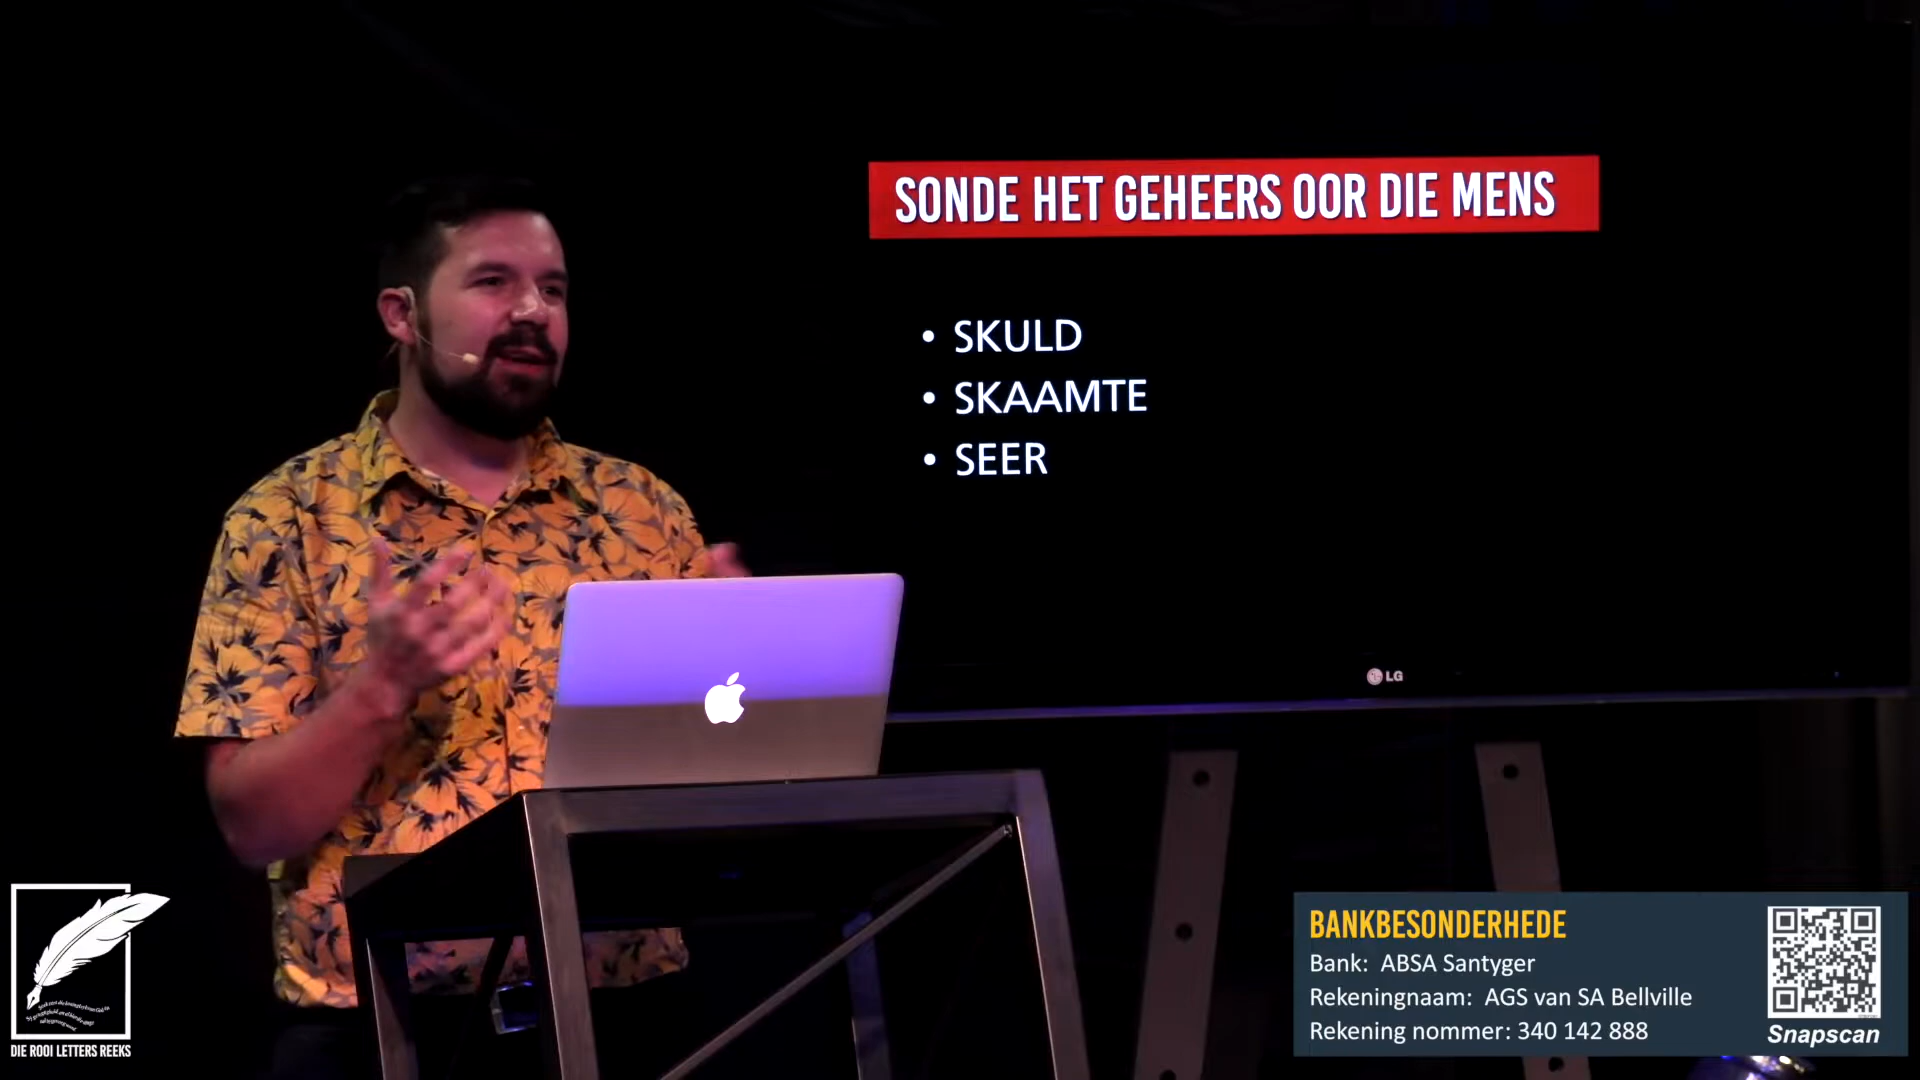 SONDE HET GEHEERS OOR DIE MENS
• SKULD
• SKAAMTE
• SEER
LG
BANKBESONDERHEDE
Bank: ABSA Santyger
Rekeningnaam: AGS van SA Bellville
Rekening nommer: 340 142 888
Snapscan
DIE ROOI LETTERS REEKS